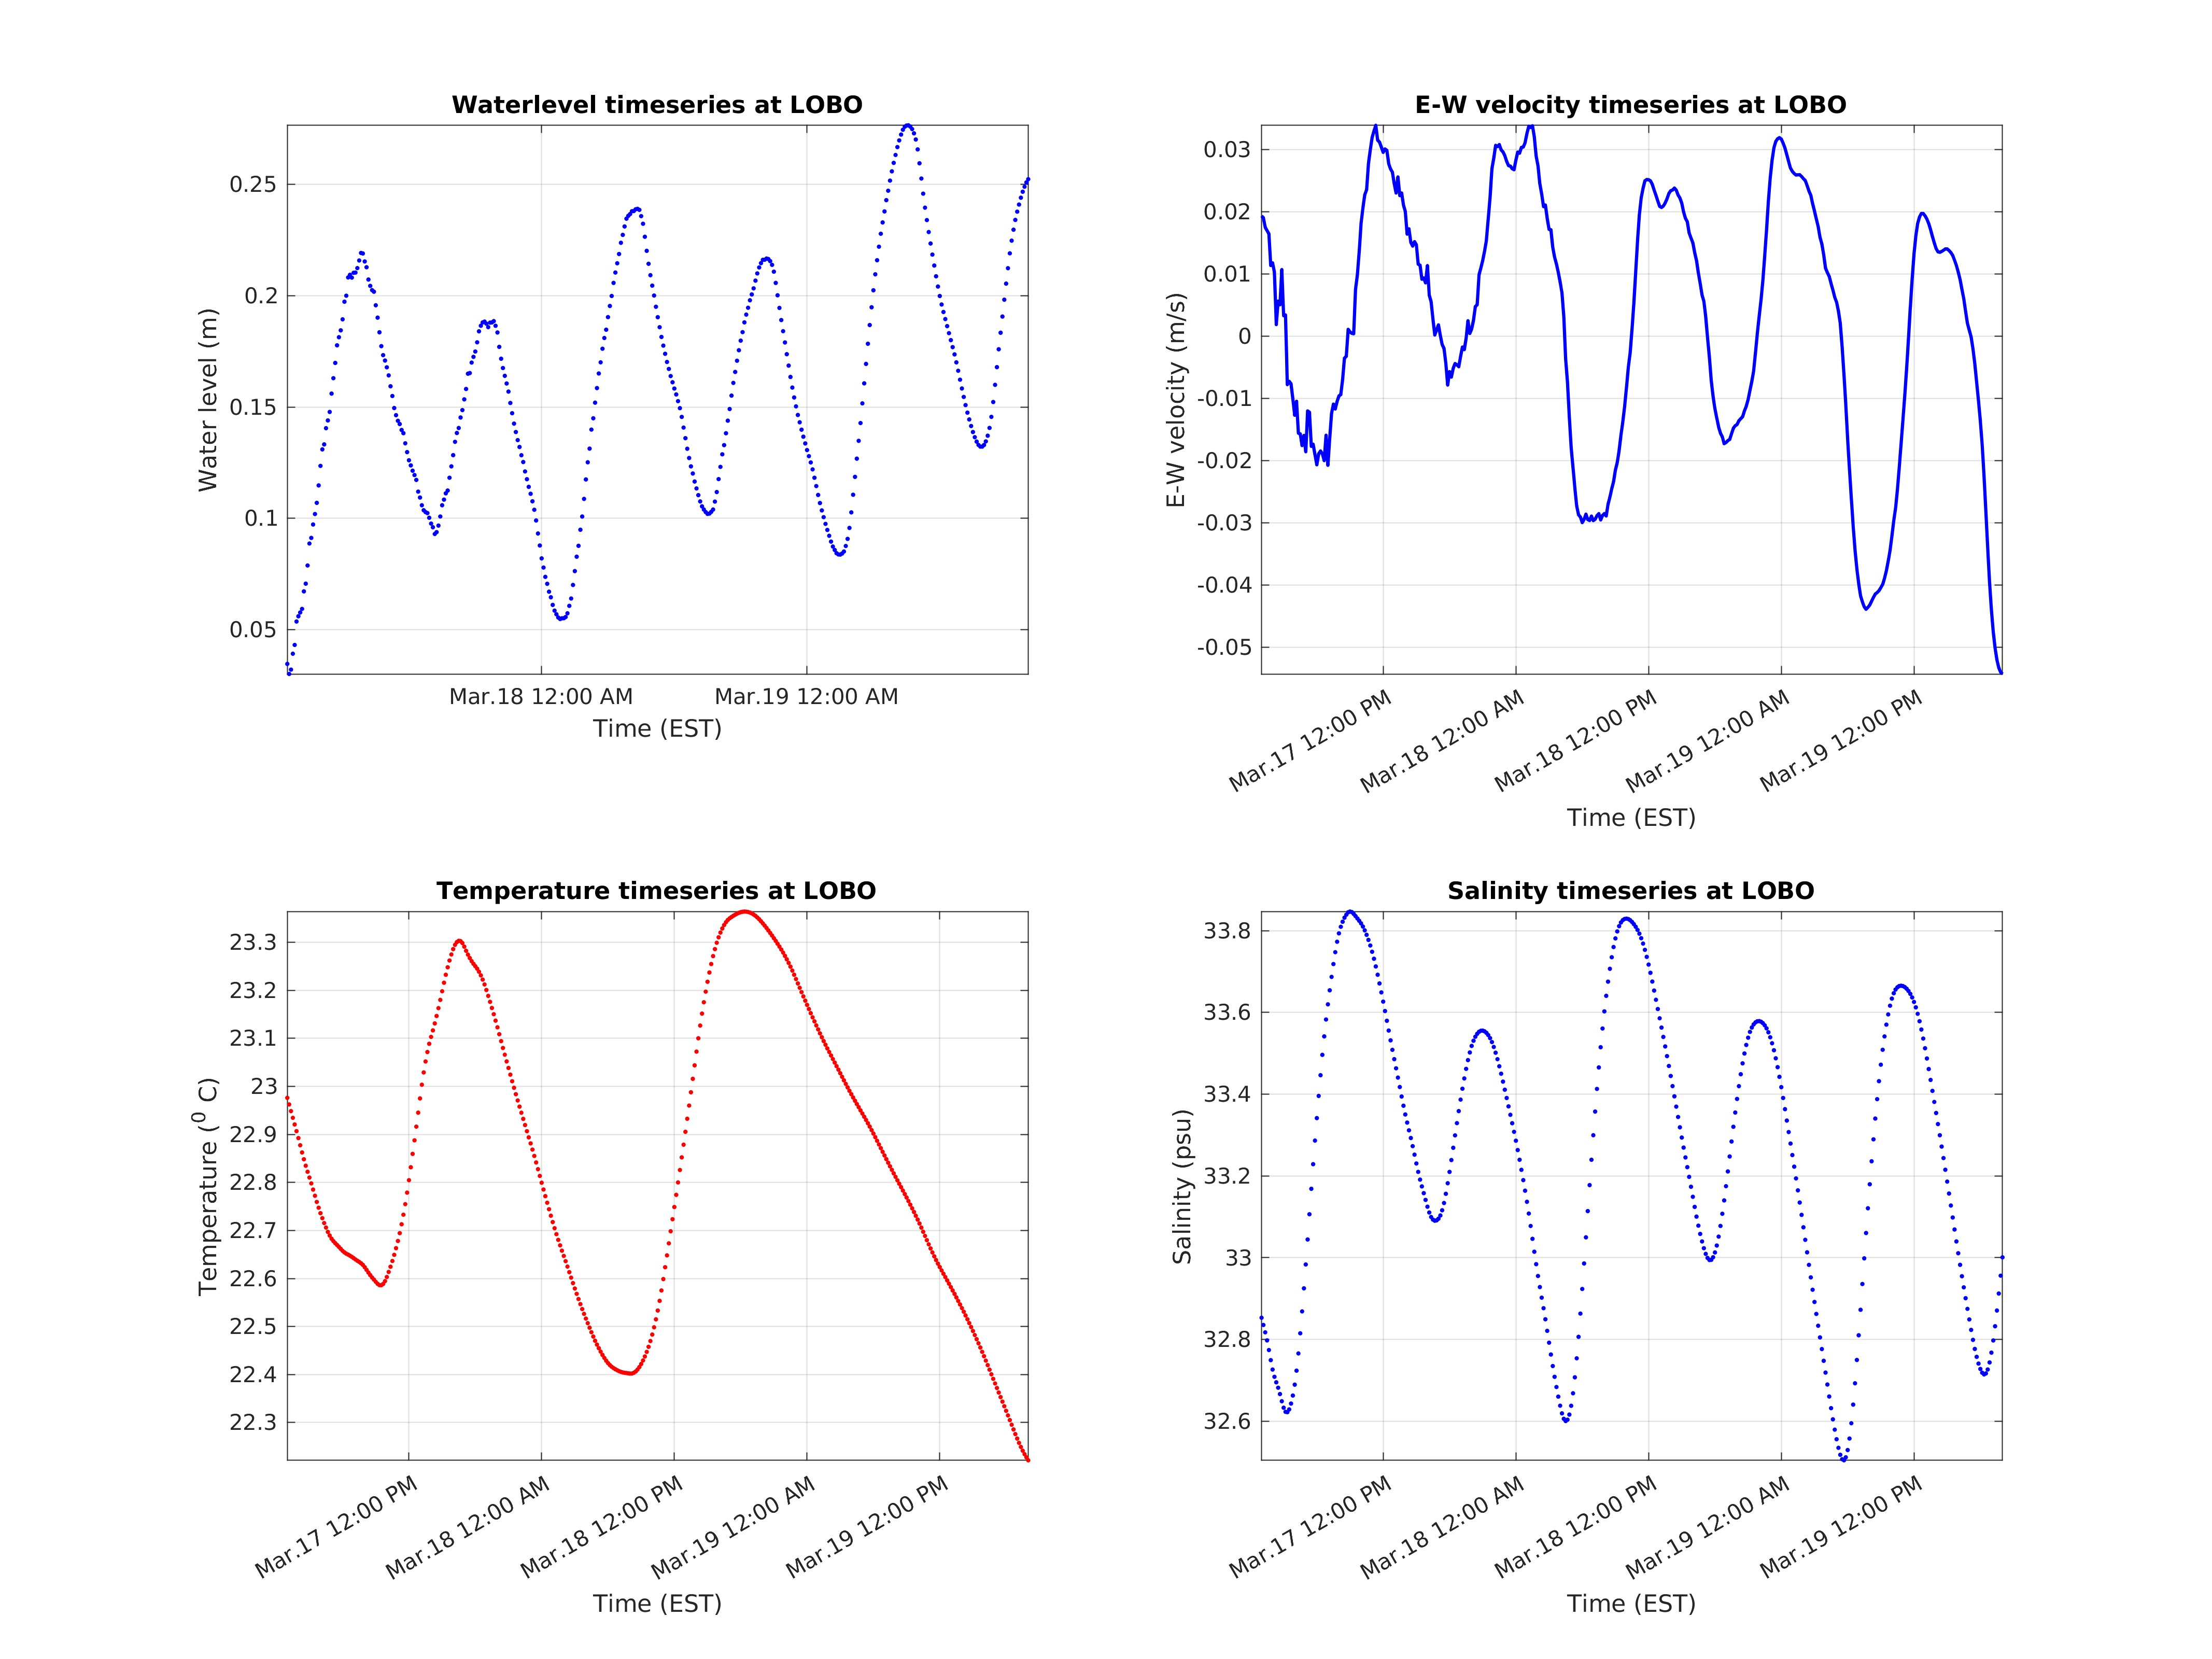 Waterlevel timeseries at LOBO
0.25
0.2
0.15
0.1
0.05
Water level (m)
Mar.18 12:00 AM
Mar.19 12:00 AM
Time (EST)
E-W velocity timeseries at LOBO
0.03
0.02
0.01
0
-0.01
-0.02
-0.03
-0.04
-0.05
E-W velocity (m/s)
Mar.17 12:00 PM
Mar.18 12:00 AM
Mar.18 12:00 PM
Mar.19 12:00 AM
Mar.19 12:00 PM
Time (EST)
Temperature timeseries at LOBO
23.3
23.2
23.1
23
22.9
22.8
22.7
22.6
22.5
22.4
22.3
Temperature (⁰ C)
Mar.17 12:00 PM
Mar.18 12:00 AM
Mar.18 12:00 PM
Mar.19 12:00 AM
Mar.19 12:00 PM
Time (EST)
Salinity timeseries at LOBO
33.8
33.6
33.4
33.2
33
32.8
32.6
Salinity (psu)
Mar.17 12:00 PM
Mar.18 12:00 AM
Mar.18 12:00 PM
Mar.19 12:00 AM
Mar.19 12:00 PM
Time (EST)